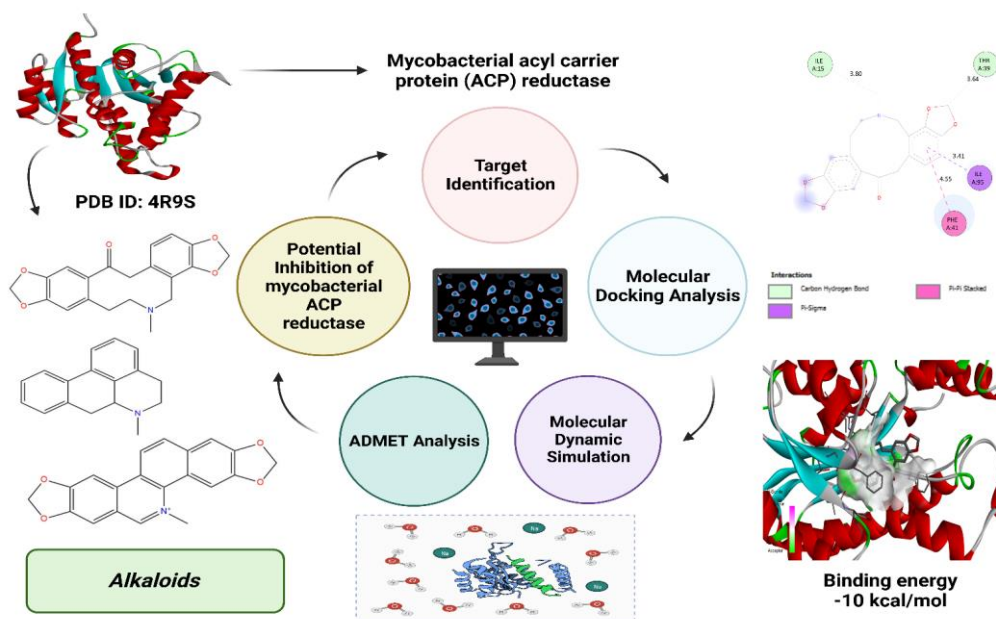 Mycobacterial acyl carrier
protein (ACP) reductase
PDB ID: 4R9S
Target
Identification
Potential
Inhibition of
mycobacterial
ACP
reductase
Molecular
Docking Analysis
ADMET Analysis
Molecular
Dynamic
Simulation
Alkaloids
ILE
A:15
3.80
THR
A:39
3.64
3.41
ILE
A:95
4.55
PHE
A:41
Interactions
Carbon Hydrogen Bond
Pi-Sigma
Pi-Pi Stacked
Binding energy
-10 kcal/mol
O
O
O
O
O
N
N
O
O
O
O
N+
Na
Na
Na